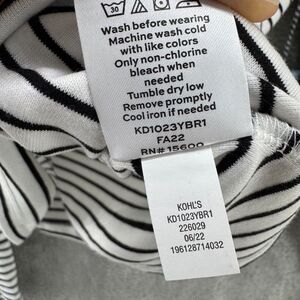 Wash before wearing
Machine wash cold
with like colors
Only non-chlorine
bleach when
needed
Tumble dry low
Remove promptly
Cool iron if needed
KD1023YBR1
FA22
RN# 15600
KOHL'S
KD1023YBR1
226029
06/22
196128714032